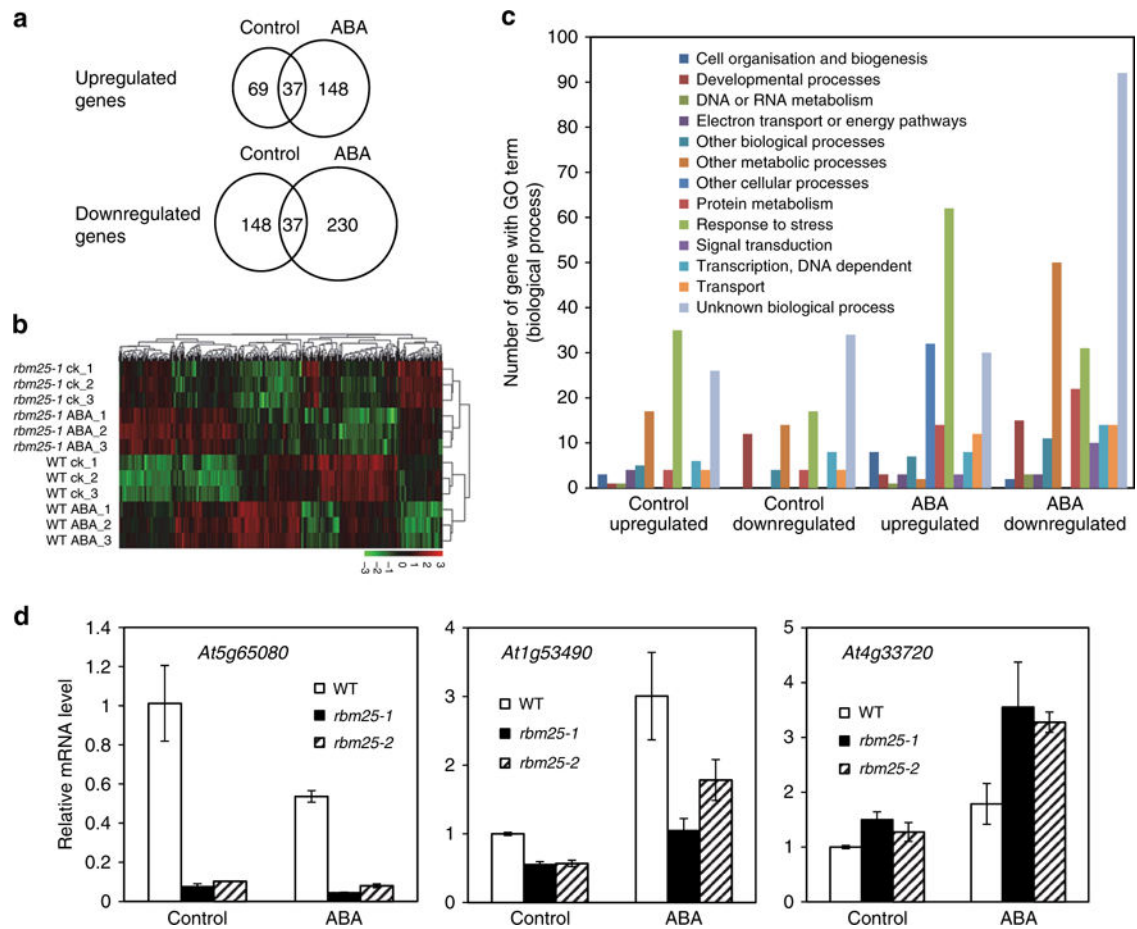 a
Control ABA
Upregulated
genes
69 37 148
Control ABA
Downregulated
genes
148 37 230
b
rbm25-1 ck_1
rbm25-1 ck_2
rbm25-1 ck_3
rbm25-1 ABA_1
rbm25-1 ABA_2
rbm25-1 ABA_3
WT ck_1
WT ck_2
WT ck_3
WT ABA_1
WT ABA_2
WT ABA_3
−3 −2 −1 0 1 2 3
c
Number of gene with GO term
(biological process)
100
90
80
70
60
50
40
30
20
10
0
Cell organisation and biogenesis
Developmental processes
DNA or RNA metabolism
Electron transport or energy pathways
Other biological processes
Other metabolic processes
Other cellular processes
Protein metabolism
Response to stress
Signal transduction
Transcription, DNA dependent
Transport
Unknown biological process
Control
upregulated
Control
downregulated
ABA
upregulated
ABA
downregulated
d
Relative mRNA level
1.4
1.2
1
0.8
0.6
0.4
0.2
0
At5g65080
WT
rbm25-1
rbm25-2
Control ABA
4
3
2
1
0
At1g53490
WT
rbm25-1
rbm25-2
Control ABA
5
4
3
2
1
0
At4g33720
WT
rbm25-1
rbm25-2
Control ABA